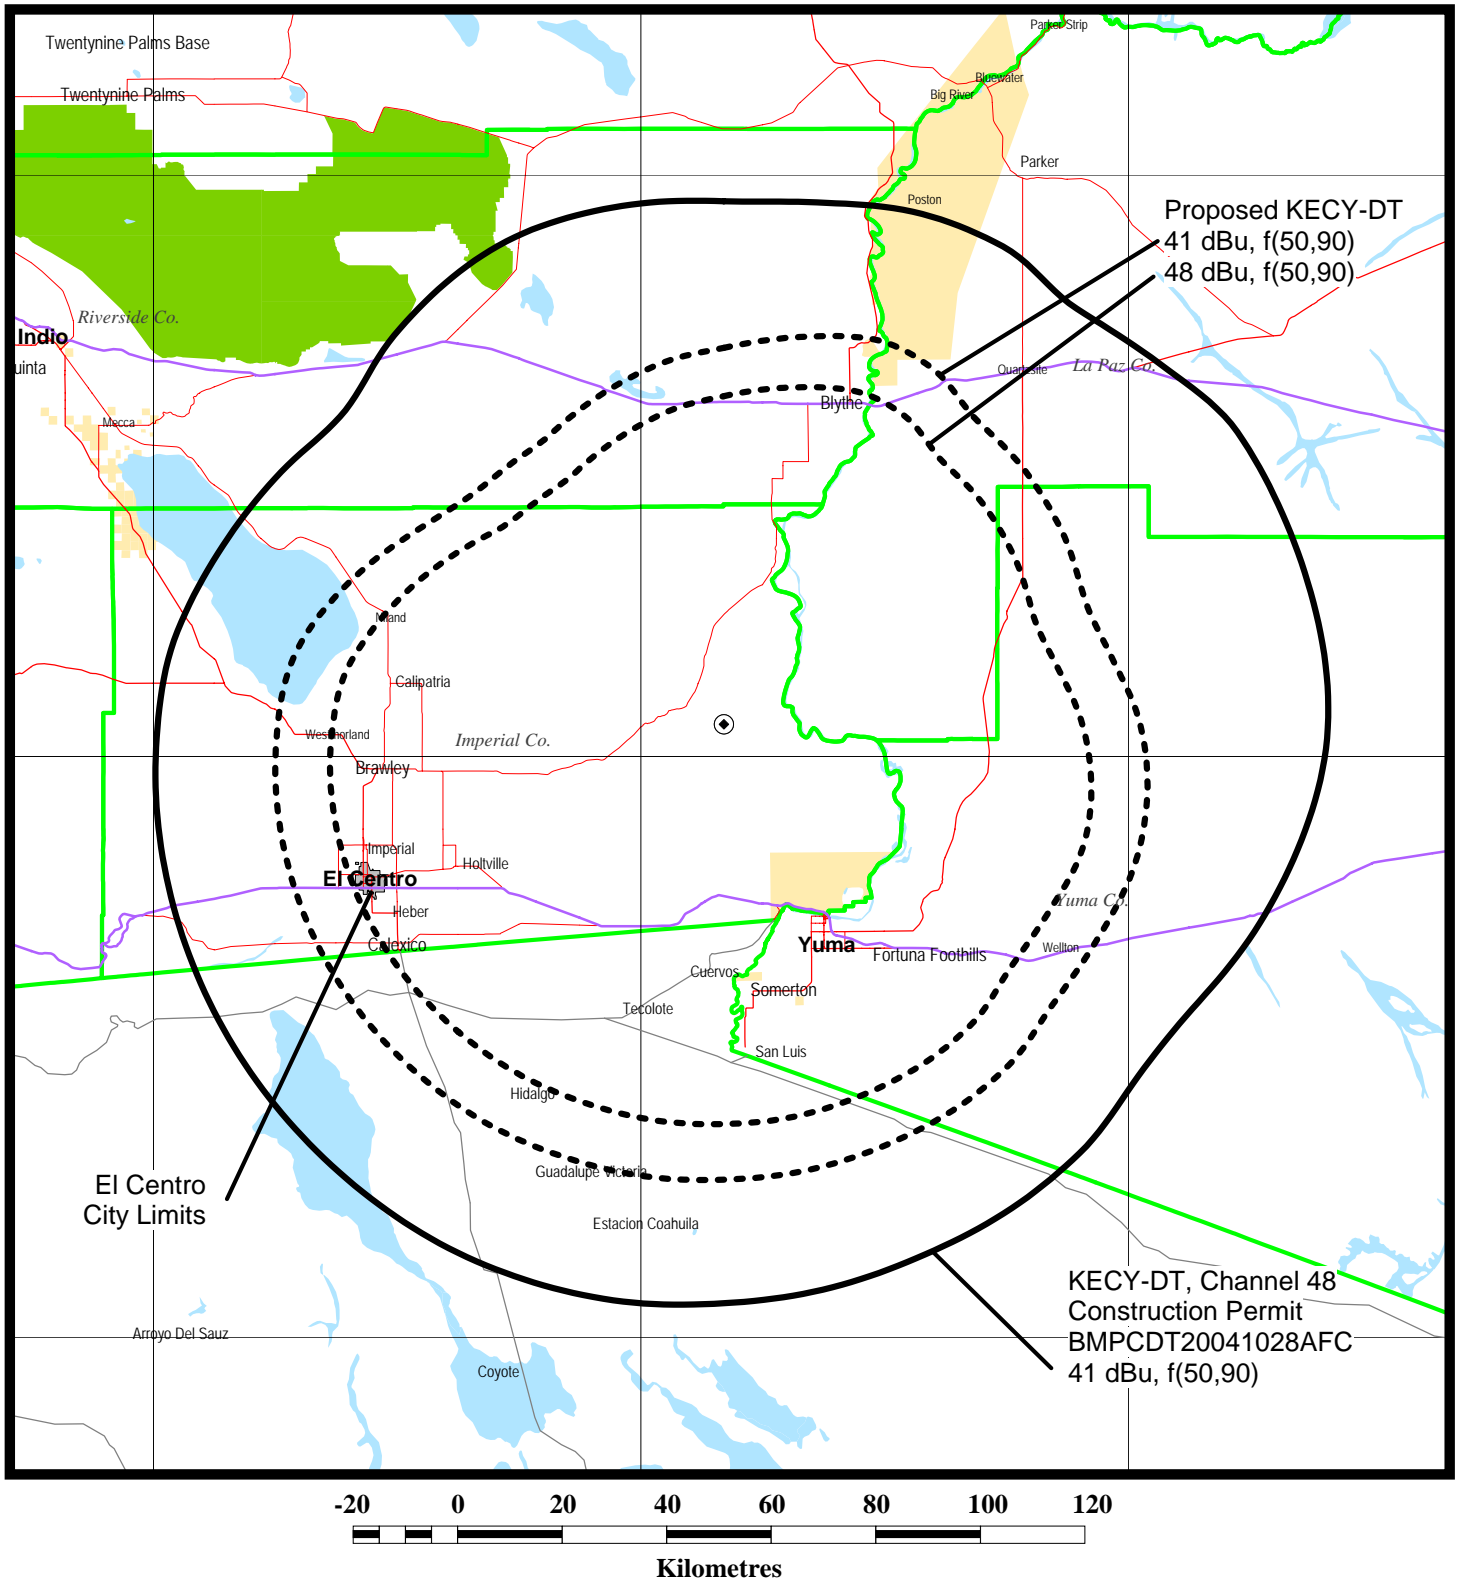 Parker Strip
Twentynine Palms Base
Bluewater
Twentynine Palms
Big River
Parker
Poston
Proposed KECY-DT
41 dBu, f(50,90)
48 dBu, f(50,90)
Riverside Co.
Indio
uinta
La Paz Co.
Quartzsite
Blythe
Mecca
Niland
Calipatria
Westmorland
Imperial Co.
Brawley
Imperial
Holtville
El Centro
Heber
Yuma Co.
Calexico
Yuma
Wellton
Fortuna Foothills
Cuervos
Somerton
Tecolote
San Luis
Hidalgo
Guadalupe Victoria
El Centro
City Limits
Estacion Coahuila
KECY-DT, Channel 48
Construction Permit
BMPCDT20041028AFC
41 dBu, f(50,90)
Arroyo Del Sauz
Coyote
-20 0 20 40 60 80 100 120
Kilometres